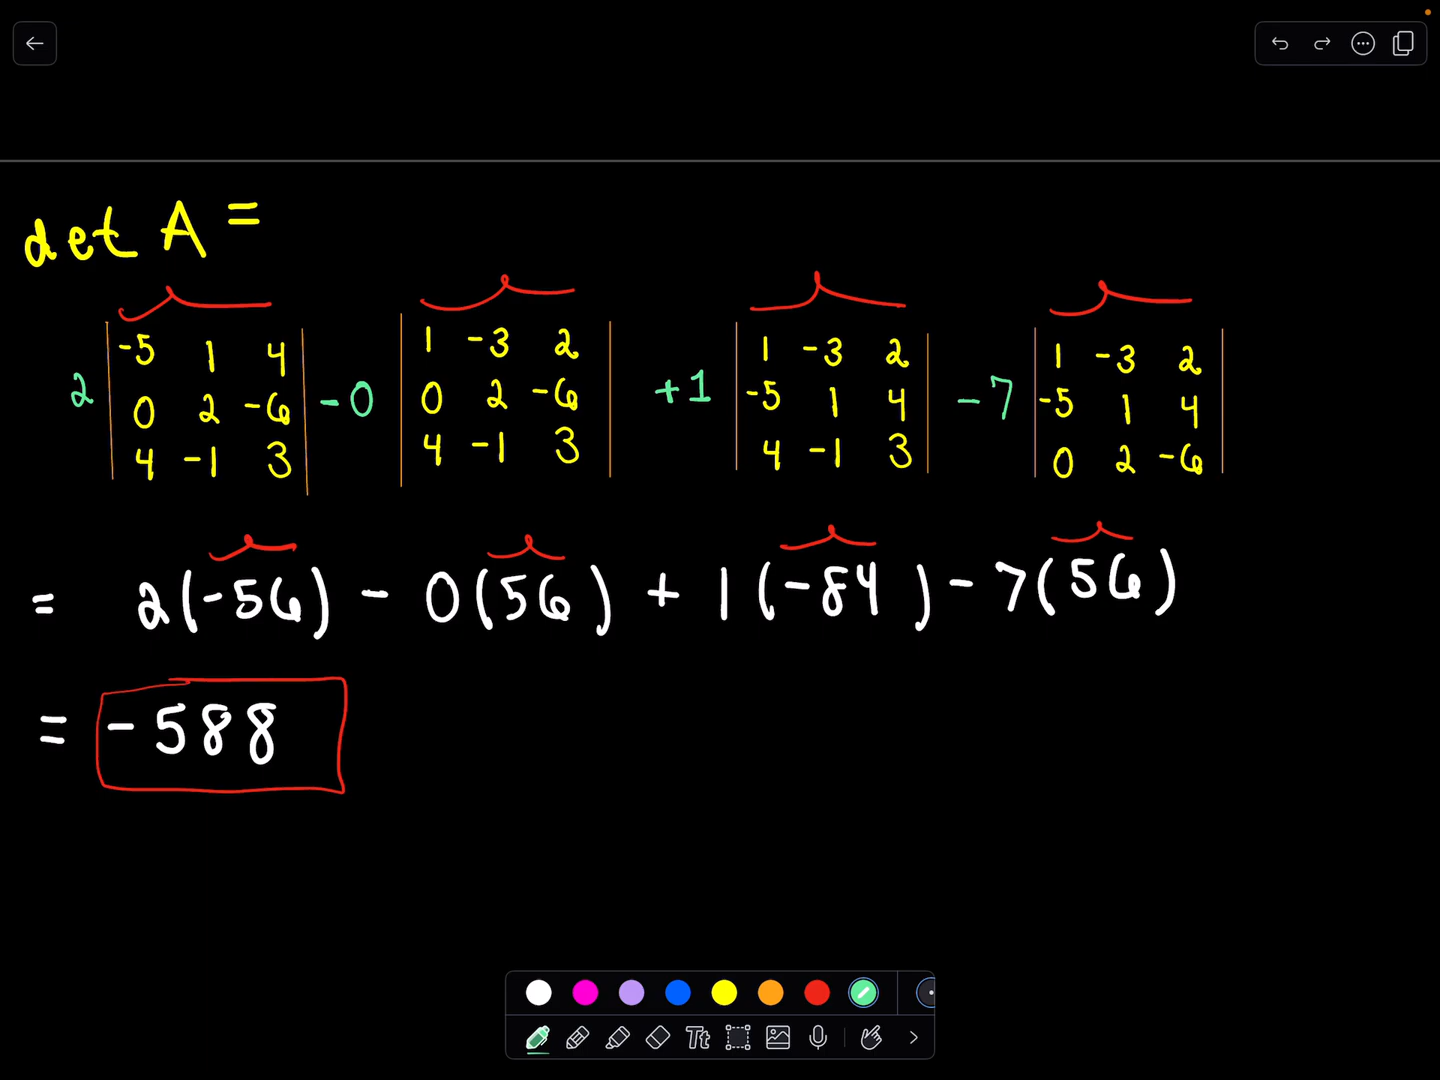 det A =
2 | -5 1 4 | - 0 | 1 -3 2 | + 1 | 1 -3 2 | - 7 | 1 -3 2 |
| 0 2 -6 | | 0 2 -6 | | -5 1 4 | | -5 1 4 |
| 4 -1 3 | | 4 -1 3 | | 4 -1 3 | | 0 2 -6 |
= 2(-56) - 0(56) + 1(-84) - 7(56)
= -588
Tt